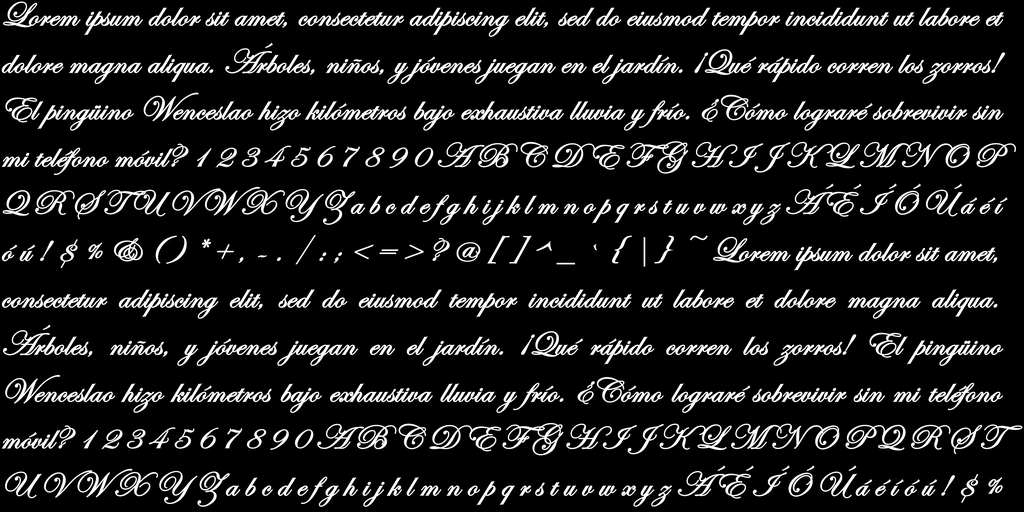 Lorem ipsum dolor sit amet, consectetur adipiscing elit, sed do eiusmod tempor incididunt ut labore et
dolore magna aliqua. Árboles, niños, y jóvenes juegan en el jardín. ¡Qué rápido corren los zorros!
El pingüino Wenceslao hizo kilómetros bajo exhaustiva lluvia y frío. ¿Cómo lograré sobrevivir sin
mi teléfono móvil? 1 2 3 4 5 6 7 8 9 0 A B C D E F G H I J K L M N O P
Q R S T U V W X Y Z a b c d e f g h i j k l m n o p q r s t u v w x y z Á É Í Ó Ú á é í
ó ú ! $ % & ( ) * + , - . / : ; < = > ? @ [ ] ^ _ ` { | } ~ Lorem ipsum dolor sit amet,
consectetur adipiscing elit, sed do eiusmod tempor incididunt ut labore et dolore magna aliqua.
Árboles, niños, y jóvenes juegan en el jardín. ¡Qué rápido corren los zorros! El pingüino
Wenceslao hizo kilómetros bajo exhaustiva lluvia y frío. ¿Cómo lograré sobrevivir sin mi teléfono
móvil? 1 2 3 4 5 6 7 8 9 0 A B C D E F G H I J K L M N O P Q R S T
U V W X Y Z a b c d e f g h i j k l m n o p q r s t u v w x y z Á É Í Ó Ú á é í ó ú ! $ %